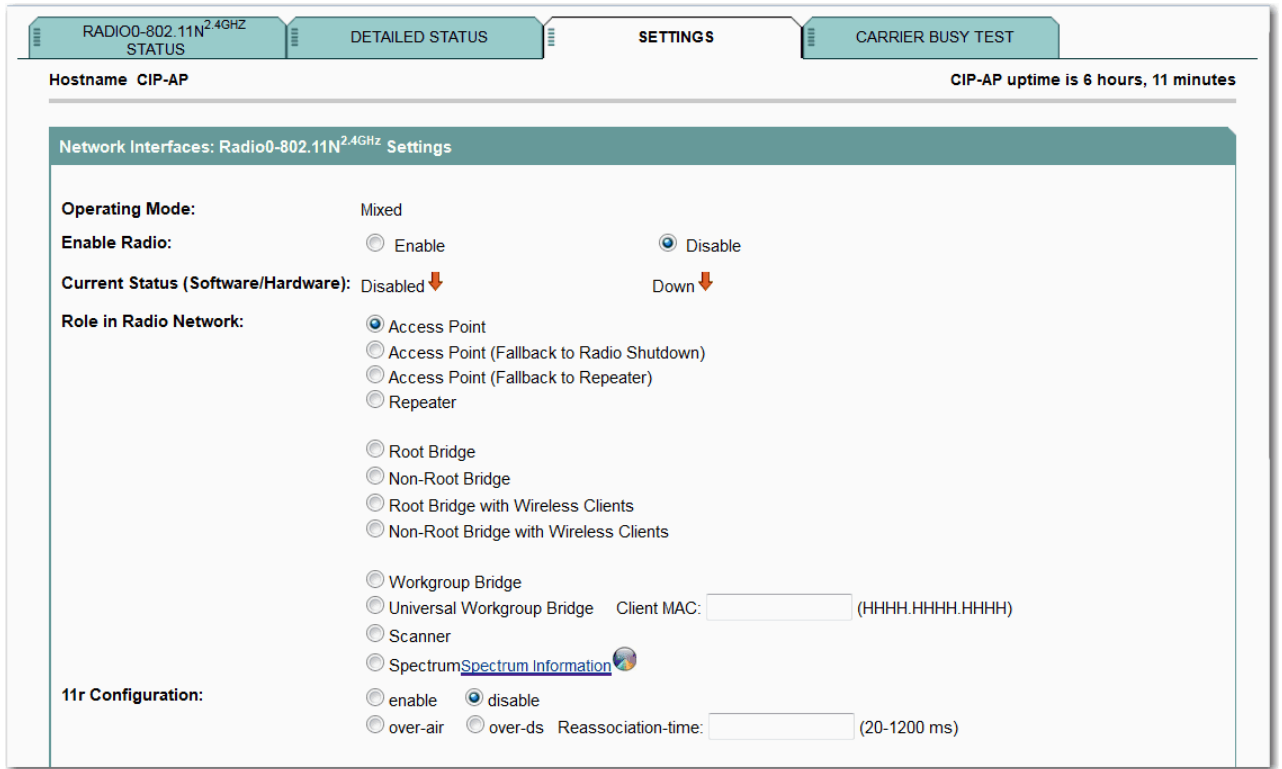 RADIO0-802.11N2.4GHZ
STATUS
DETAILED STATUS
SETTINGS
CARRIER BUSY TEST
Hostname CIP-AP
CIP-AP uptime is 6 hours, 11 minutes
Network Interfaces: Radio0-802.11N2.4GHz Settings
Operating Mode: Mixed
Enable Radio: Enable Disable
Current Status (Software/Hardware): Disabled Down
Role in Radio Network: Access Point
Access Point (Fallback to Radio Shutdown)
Access Point (Fallback to Repeater)
Repeater
Root Bridge
Non-Root Bridge
Root Bridge with Wireless Clients
Non-Root Bridge with Wireless Clients
Workgroup Bridge
Universal Workgroup Bridge Client MAC: (HHHH.HHHH.HHHH)
Scanner
SpectrumSpectrum Information
11r Configuration: enable disable
over-air over-ds Reassociation-time: (20-1200 ms)